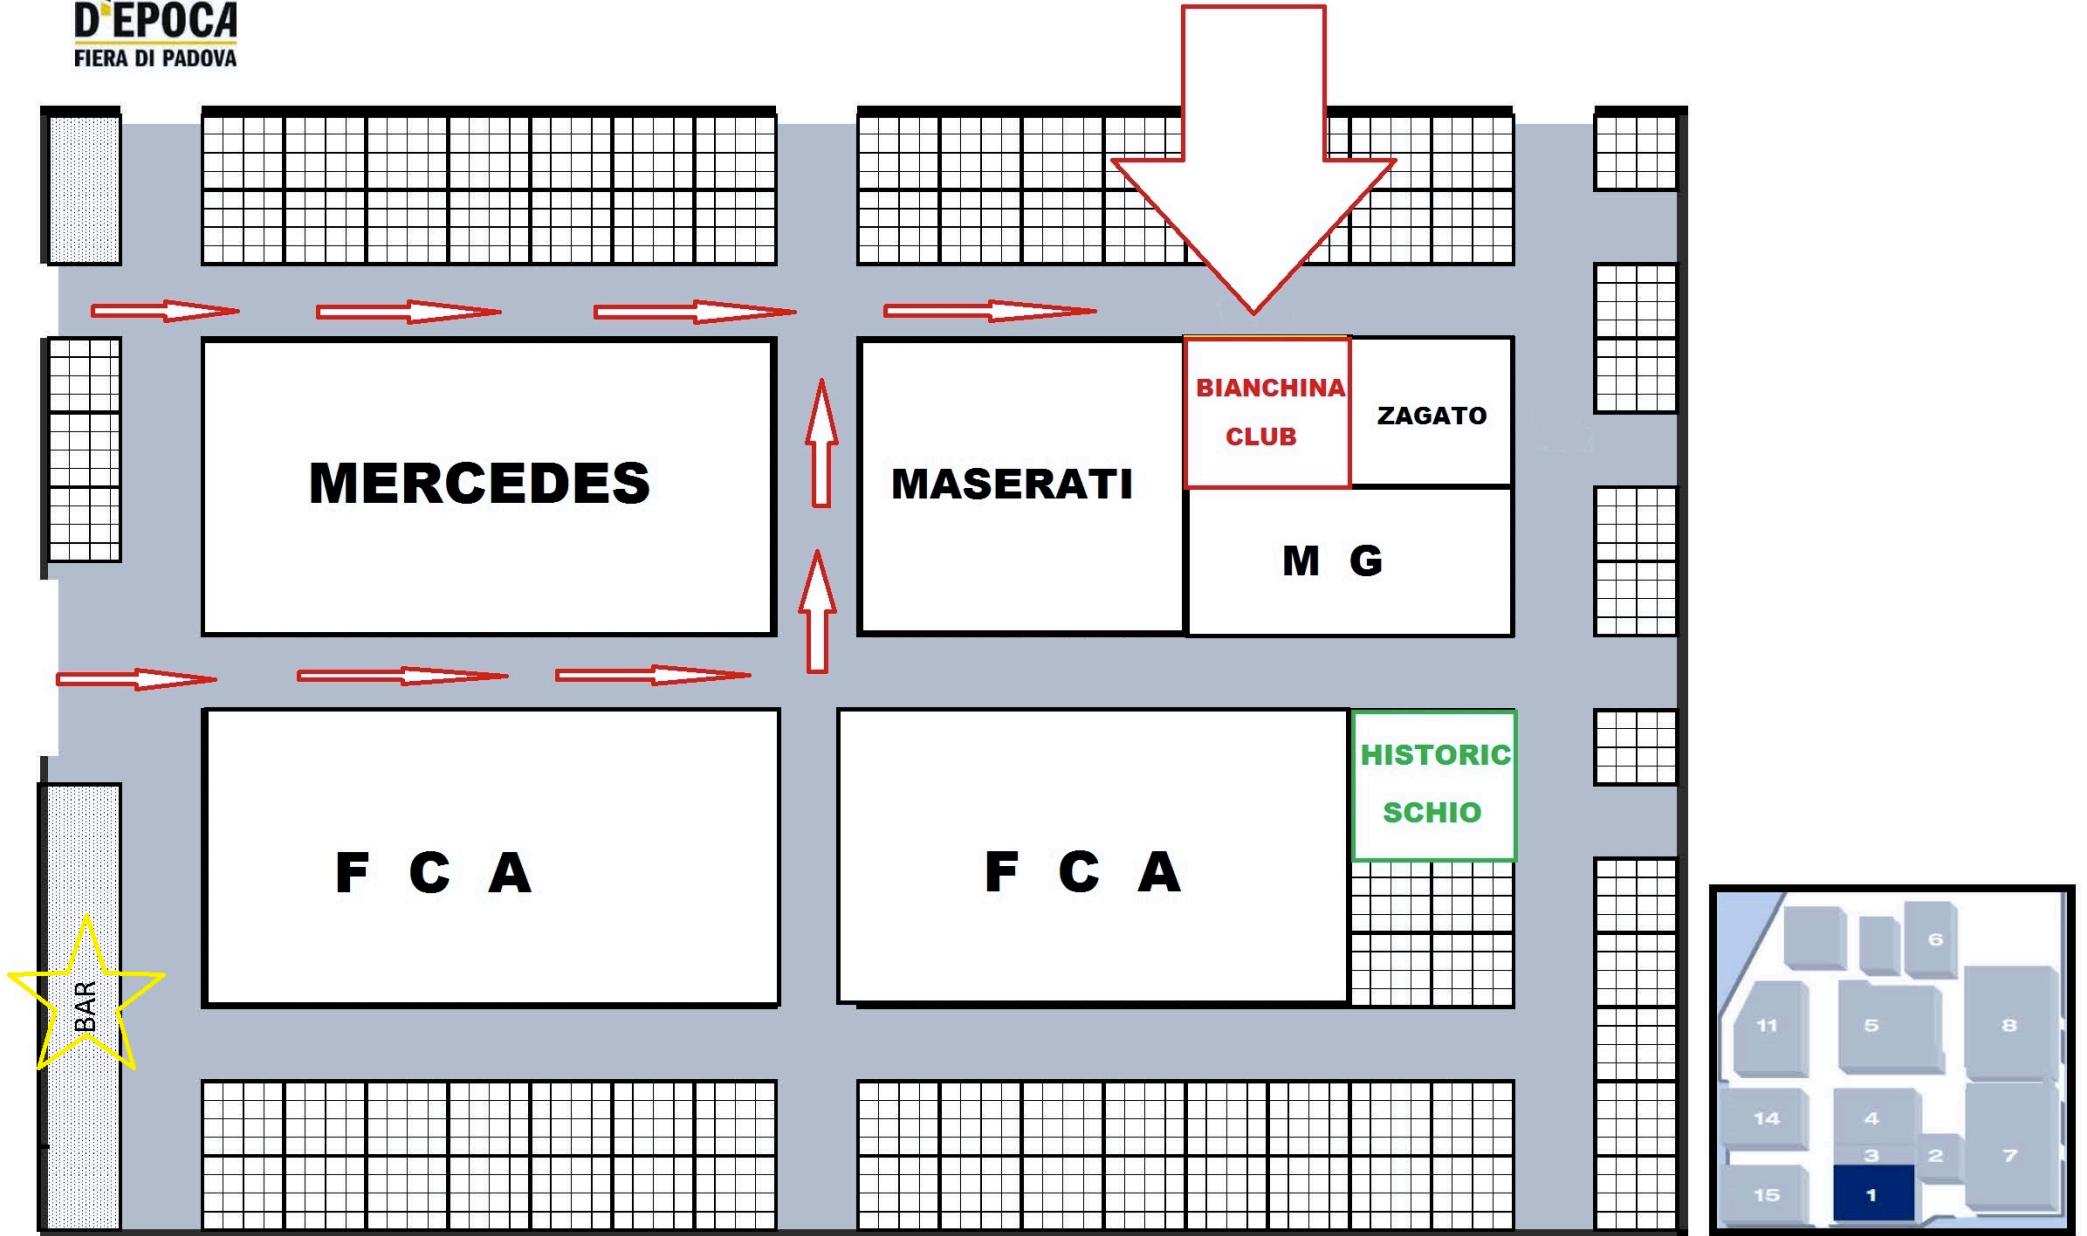 D'EPOCA
FIERA DI PADOVA
BIANCHINA
CLUB
ZAGATO
MERCEDES
MASERATI
M G
HISTORIC
SCHIO
F C A
F C A
BAR
6
11
5
8
14
4
3
2
7
15
1